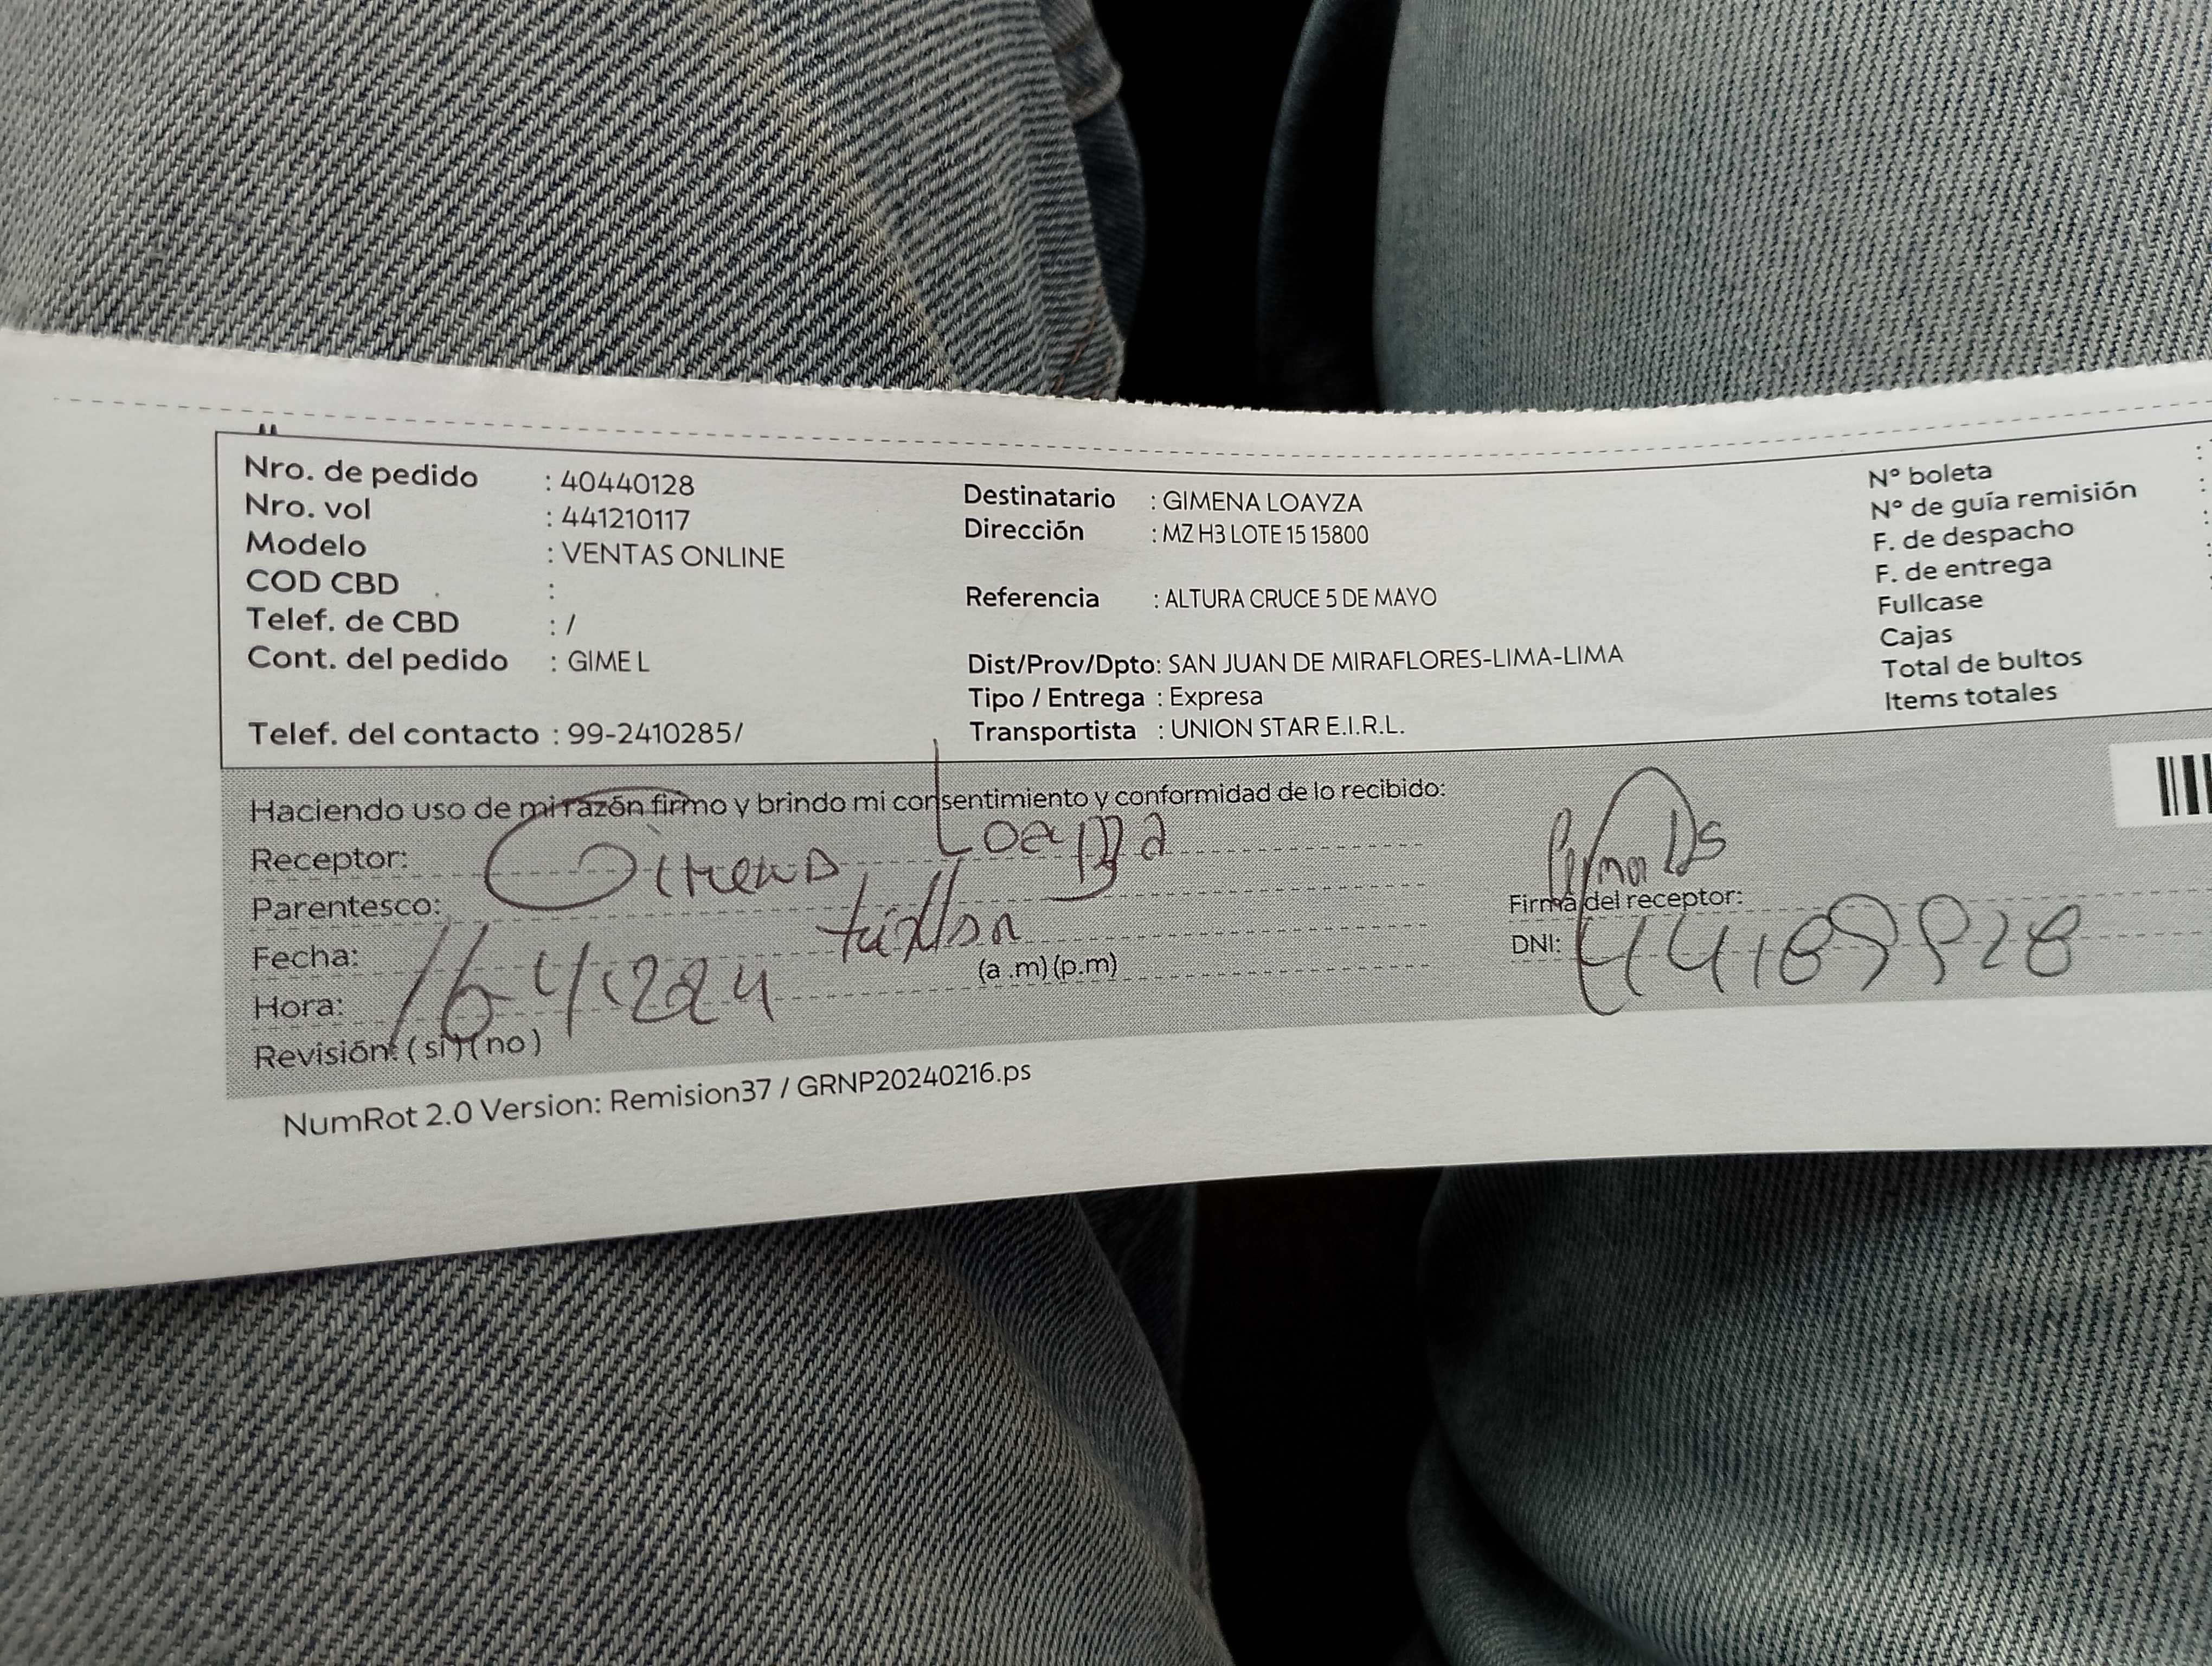 Nro. de pedido : 40440128
Nro. vol : 441210117
Modelo : VENTAS ONLINE
COD CBD :
Telef. de CBD : /
Cont. del pedido : GIME L
Telef. del contacto : 99-2410285/
Destinatario : GIMENA LOAYZA
Dirección : MZ H3 LOTE 15 15800
Referencia : ALTURA CRUCE 5 DE MAYO
Dist/Prov/Dpto: SAN JUAN DE MIRAFLORES-LIMA-LIMA
Tipo / Entrega : Expresa
Transportista : UNION STAR E.I.R.L.
N° boleta :
N° de guía remisión :
F. de despacho :
F. de entrega :
Fullcase
Cajas
Total de bultos
Items totales
Haciendo uso de mi razón firmo y brindo mi consentimiento y conformidad de lo recibido:
Receptor: Loayza
Parentesco:
Fecha:
Hora: (a .m) (p.m)
Revisión: ( si ) ( no )
Firma del receptor:
DNI:
NumRot 2.0 Version: Remision37 / GRNP20240216.ps